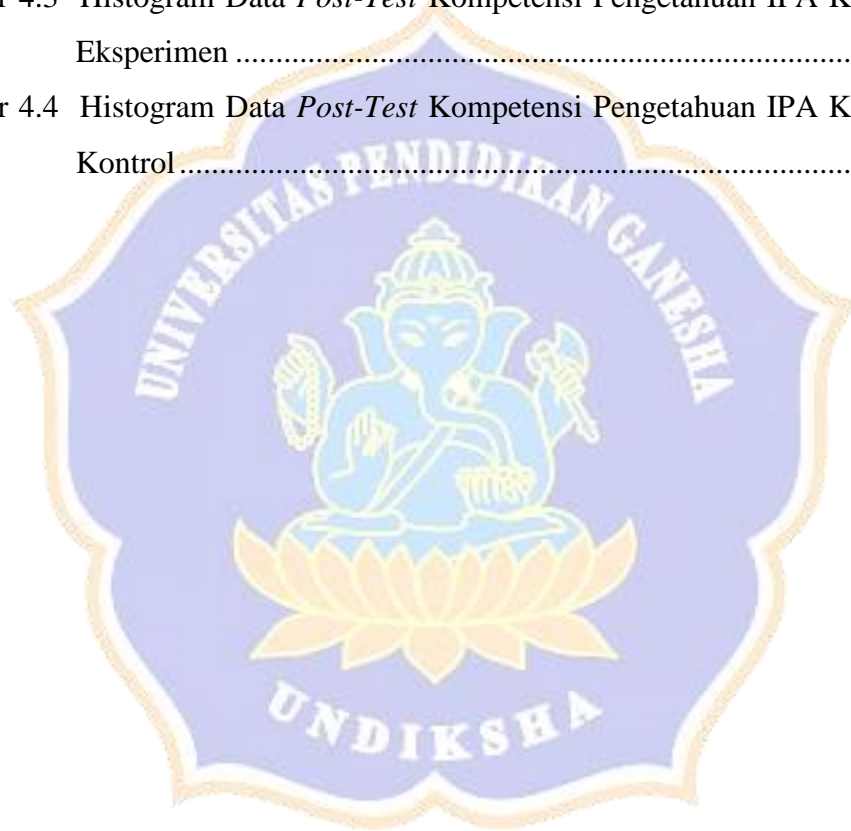 r 4.3 Histogram Data Post-Test Kompetensi Pengetahuan IPA K
Eksperimen ........................................................................
r 4.4 Histogram Data Post-Test Kompetensi Pengetahuan IPA K
Kontrol..............................................................................
UNIVERSITAS PENDIDIKAN GANESHA
UNDIKSHA